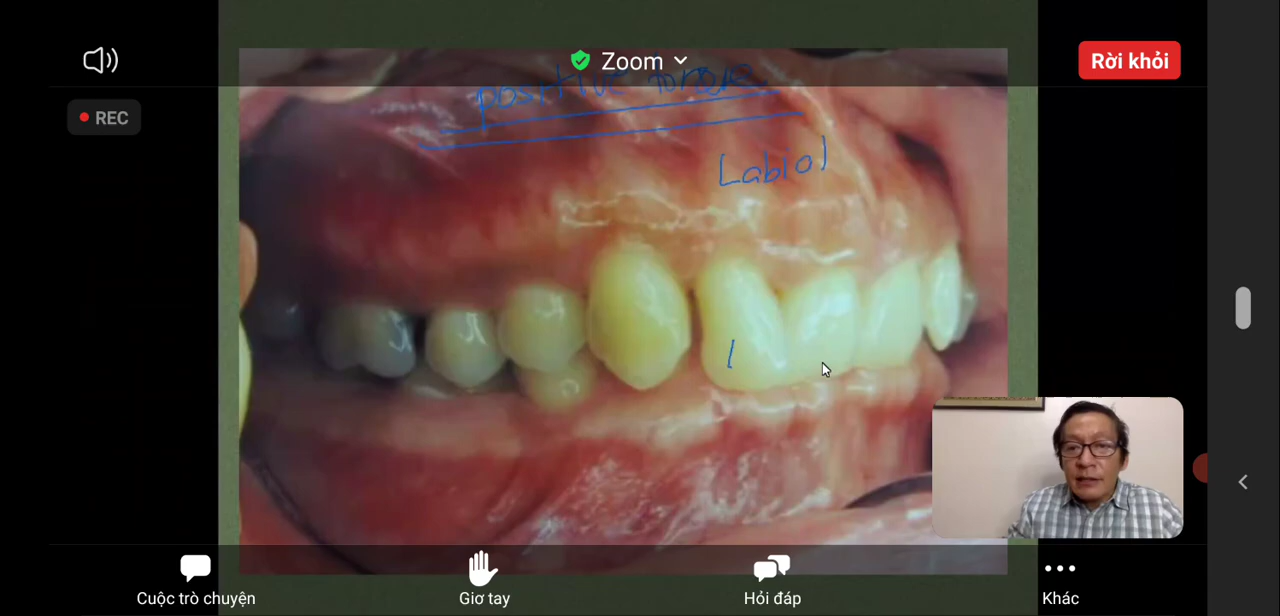 Zoom
Rời khỏi
REC
positive torque
Labial
Cuộc trò chuyện
Giơ tay
Hỏi đáp
Khác